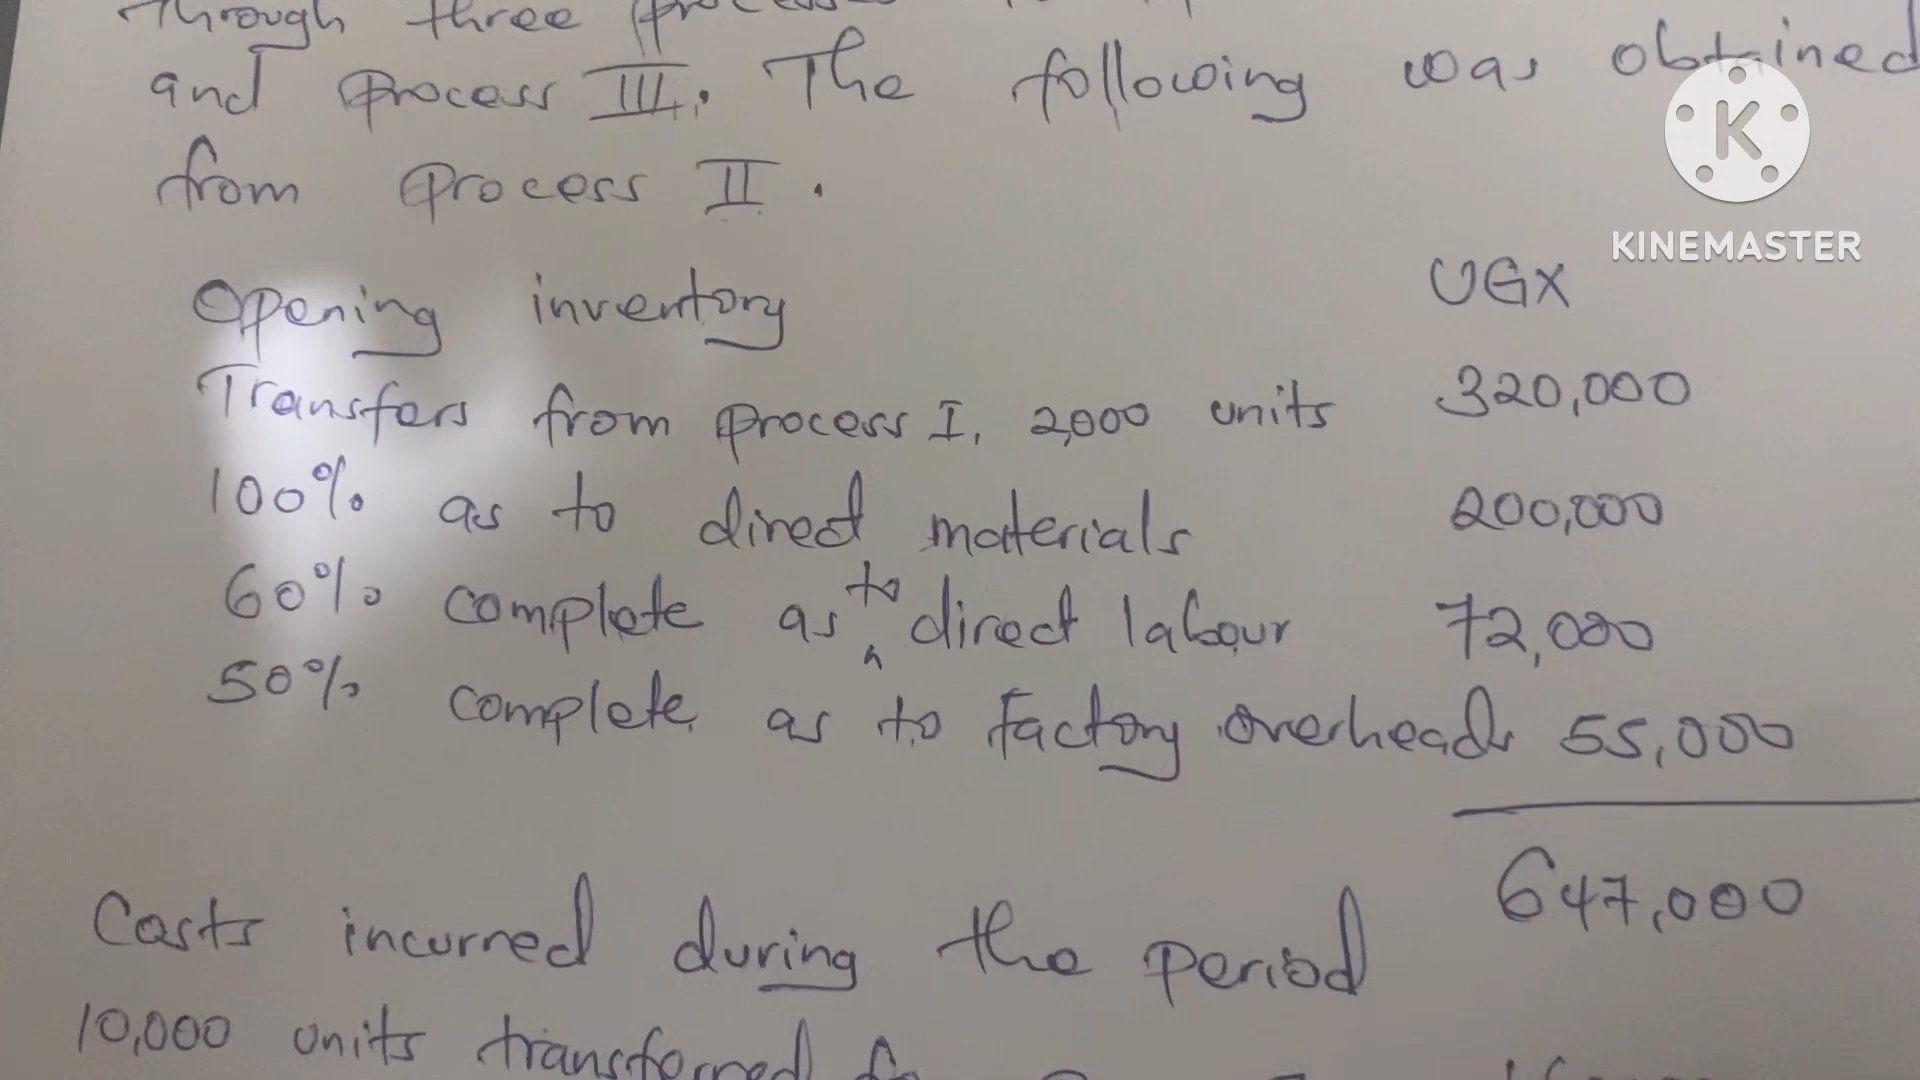 through three
and process III. The following was obtained
from process II.
K
KINEMASTER
Opening inventory UGX
Transfers from process I, 2,000 units 320,000
100% as to direct materials 200,000
60% complete as to direct labour 72,000
50% complete as to factory overheads 55,000
647,000
Costs incurred during the period
10,000 units transferred